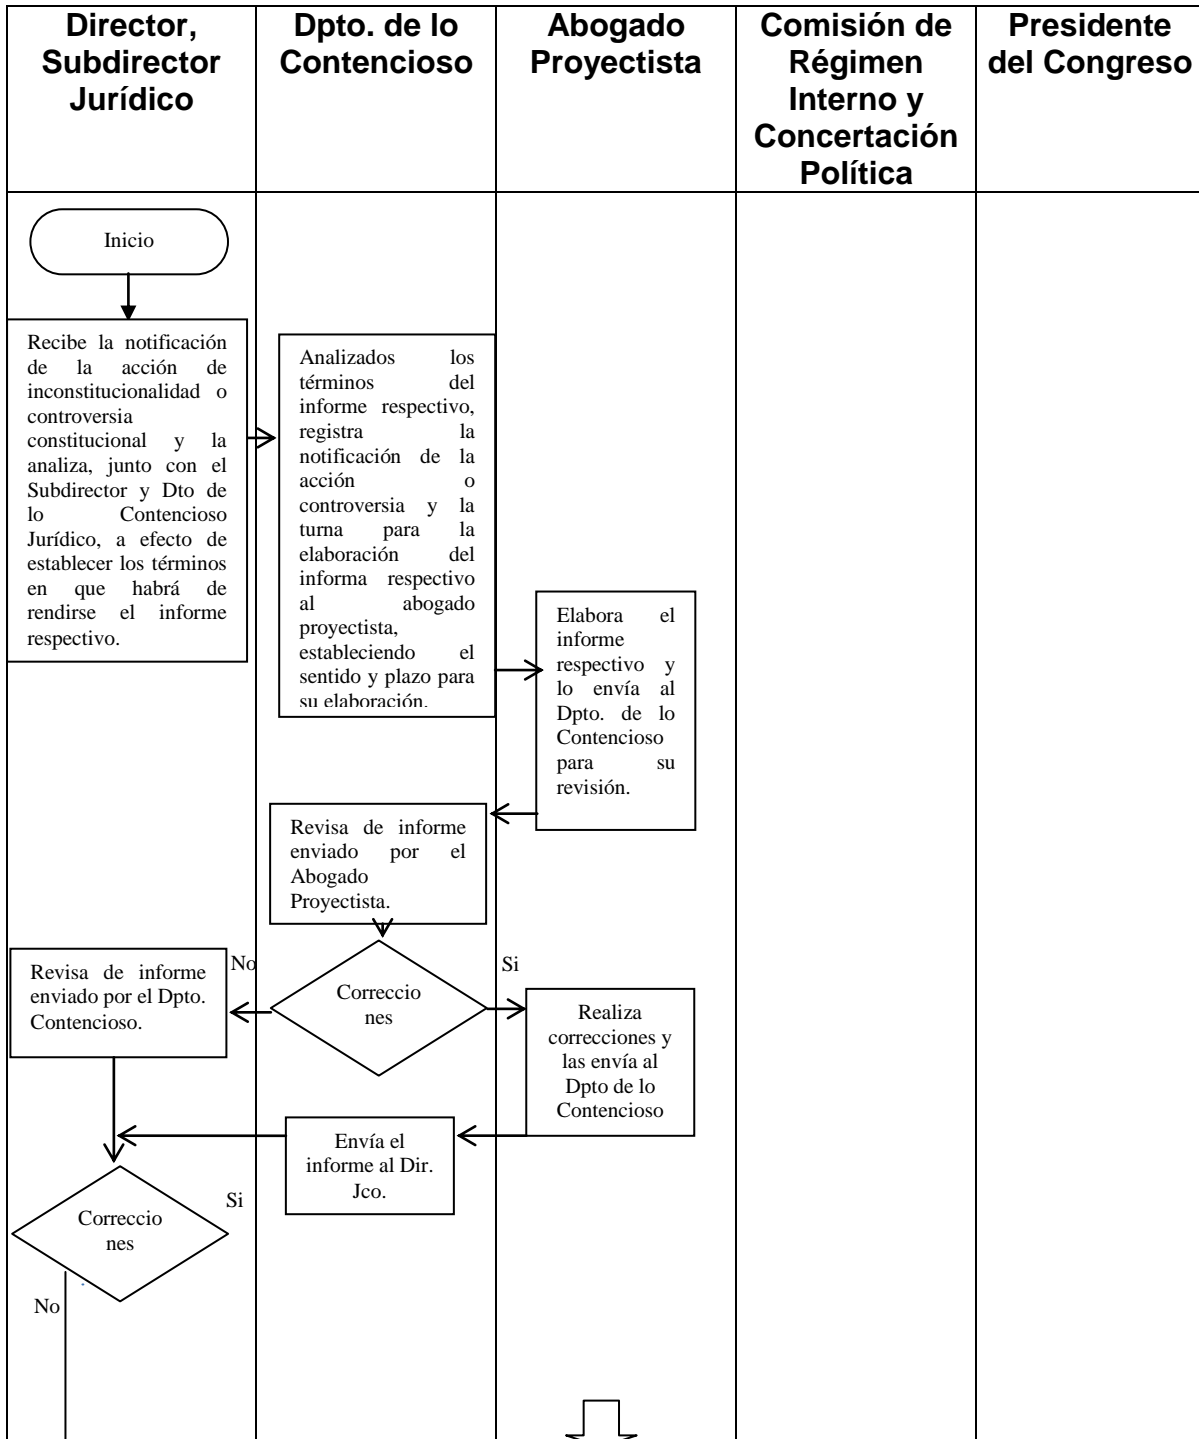 Director,
Subdirector
Jurídico
Dpto. de lo
Contencioso
Abogado
Proyectista
Comisión de
Régimen
Interno y
Concertación
Política
Presidente
del Congreso
Inicio
Recibe la notificación
de la acción de
inconstitucionalidad o
controversia
constitucional y la
analiza, junto con el
Subdirector y Dto de
lo Contencioso
Jurídico, a efecto de
establecer los términos
en que habrá de
rendirse el informe
respectivo.
Analizados los
términos del
informe respectivo,
registra la
notificación de la
acción o
controversia y la
turna para la
elaboración del
informa respectivo
al abogado
proyectista,
estableciendo el
sentido y plazo para
su elaboración.
Elabora el
informe
respectivo y
lo envía al
Dpto. de lo
Contencioso
para su
revisión.
Revisa de informe
enviado por el
Abogado
Proyectista.
Revisa de informe
enviado por el Dpto.
Contencioso.
No
Correccio
nes
Si
Realiza
correcciones y
las envía al
Dpto de lo
Contencioso
Envía el
informe al Dir.
Jco.
Correccio
nes
Si
No